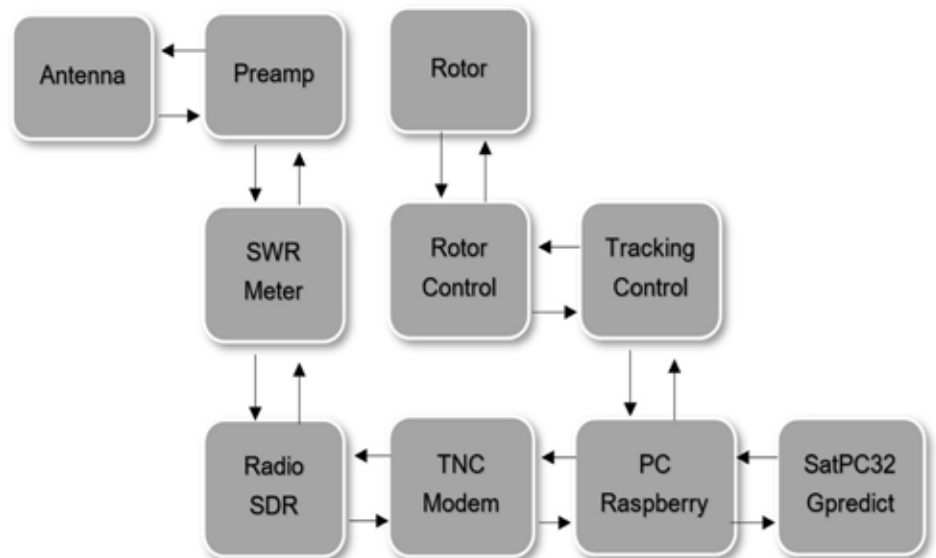 Antenna
Preamp
Rotor
SWR
Meter
Rotor
Control
Tracking
Control
Radio
SDR
TNC
Modem
PC
Raspberry
SatPC32
Gpredict